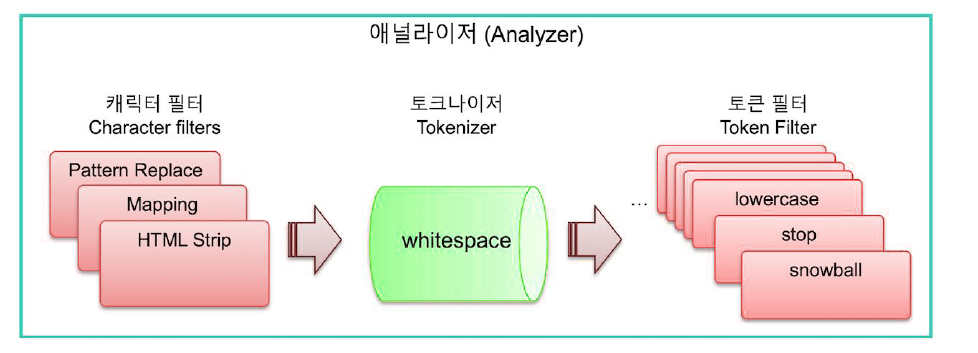 애널라이저 (Analyzer)
캐릭터 필터
Character filters
Pattern Replace
Mapping
HTML Strip
토크나이저
Tokenizer
whitespace
토큰 필터
Token Filter
...
lowercase
stop
snowball